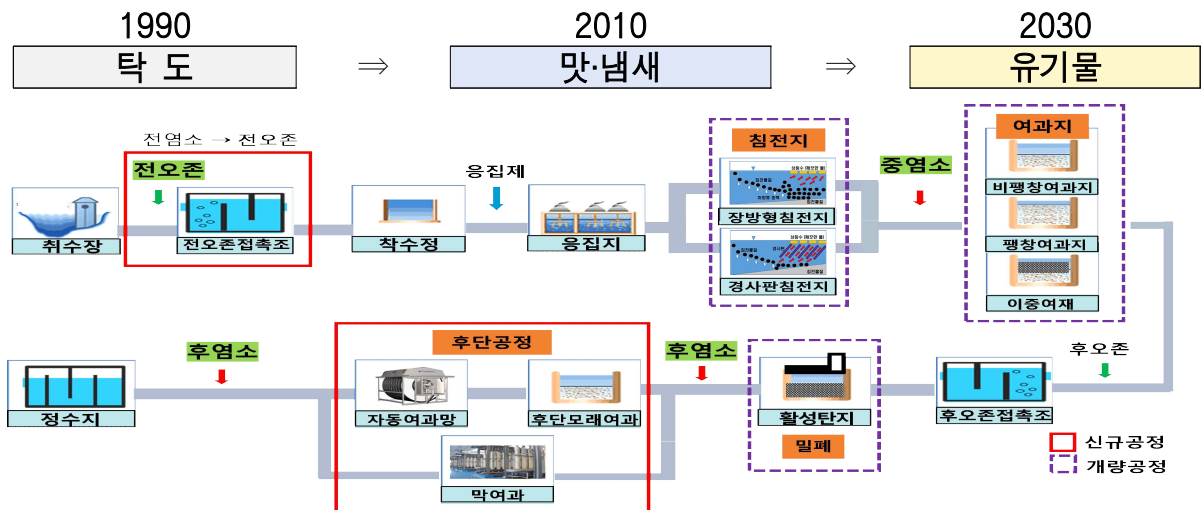 1990
2010
2030
탁 도
⇒
맛·냄새
⇒
유기물
전염소 → 전오존
전오존
취수장
전오존접촉조
착수정
응집제
응집지
침전지
장방형침전지
경사판침전지
중염소
여과지
비팽창여과지
팽창여과지
이중여재
정수지
후염소
후단공정
자동여과망
후단모래여과
막여과
후염소
활성탄지
밀폐
후오존접촉조
후오존
신규공정
개량공정